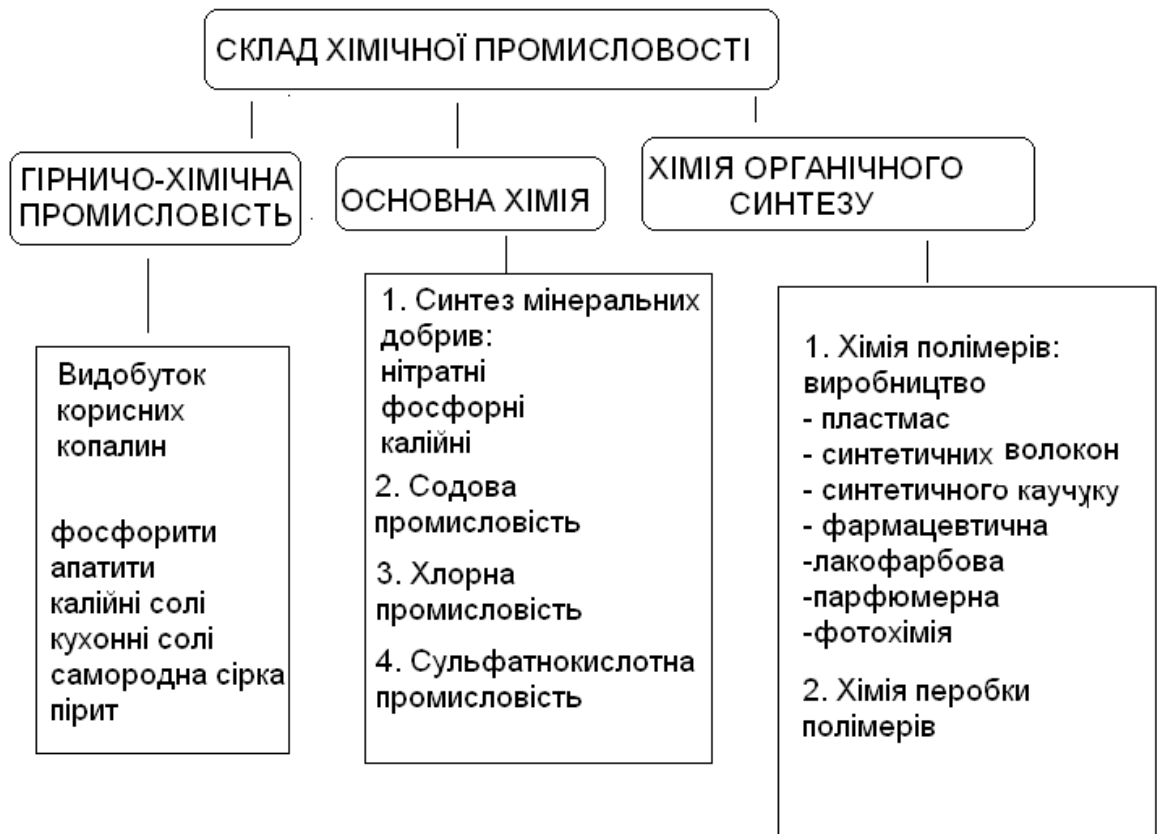 СКЛАД ХІМІЧНОЇ ПРОМИСЛОВОСТІ
ГІРНИЧО-ХІМІЧНА
ПРОМИСЛОВІСТЬ
ОСНОВНА ХІМІЯ
ХІМІЯ ОРГАНІЧНОГО
СИНТЕЗУ
Видобуток
корисних
копалин
фосфорити
апатити
калійні солі
кухонні солі
самородна сірка
пірит
1. Синтез мінеральних
добрив:
нітратні
фосфорні
калійні
2. Содова
промисловість
3. Хлорна
промисловість
4. Сульфатнокислотна
промисловість
1. Хімія полімерів:
виробництво
- пластмас
- синтетичних волокон
- синтетичного каучуку
- фармацевтична
-лакофарбова
-парфюмерна
-фотохімія
2. Хімія перобки
полімерів